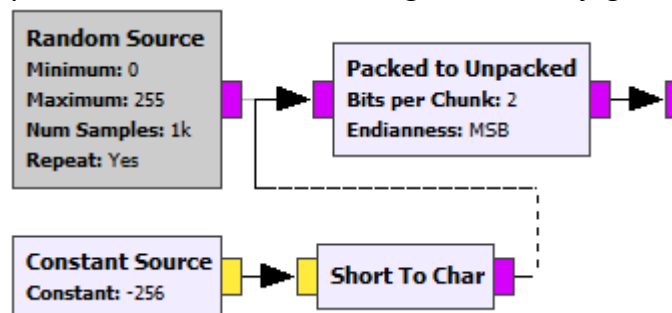 Random Source
Minimum: 0
Maximum: 255
Num Samples: 1k
Repeat: Yes
Packed to Unpacked
Bits per Chunk: 2
Endianness: MSB
Constant Source
Constant: -256
Short To Char